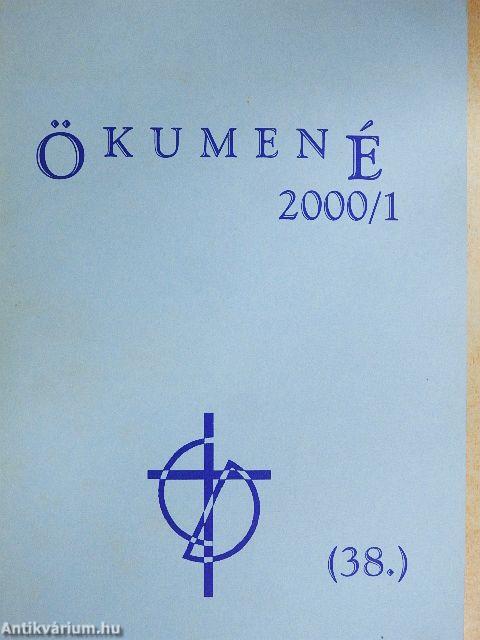 ÖKUMENÉ
2000/1
(38.)
Antikvárium.hu